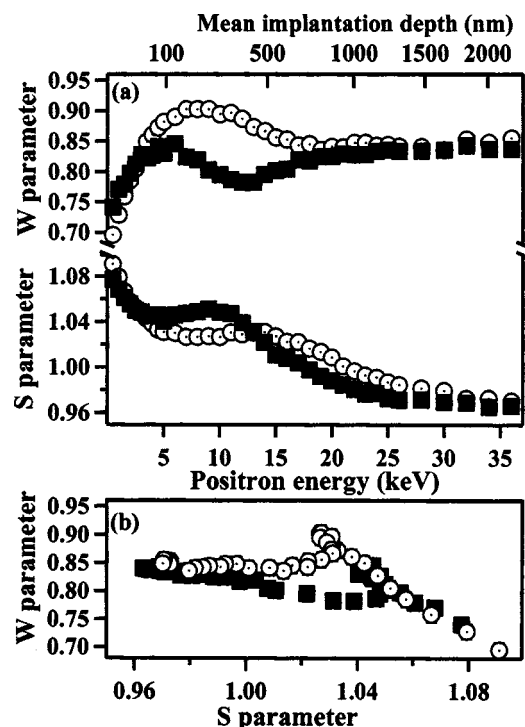 Mean implantation depth (nm)
100 500 1000 1500 2000
(a)
0.95
0.90
0.85
0.80
0.75
0.70
W parameter
1.08
1.04
1.00
0.96
S parameter
5 10 15 20 25 30 35
Positron energy (keV)
(b)
0.95
0.90
0.85
0.80
0.75
0.70
W parameter
0.96 1.00 1.04 1.08
S parameter